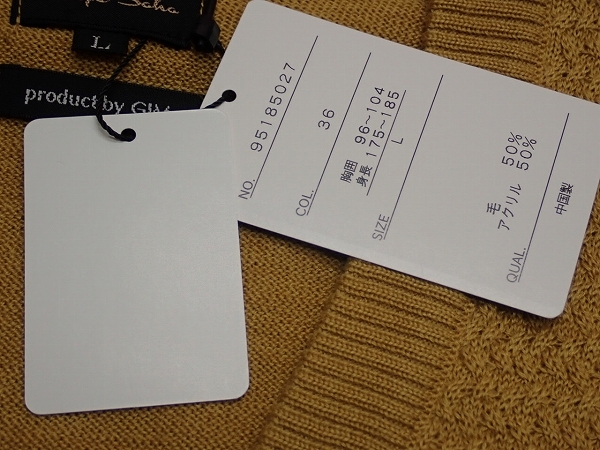 Saha
L
product by GIM
NO. 95185027
COL. 36
胸囲 96~104
身長 175~185
SIZE L
毛 50%
QUAL. アクリル 50%
中国製